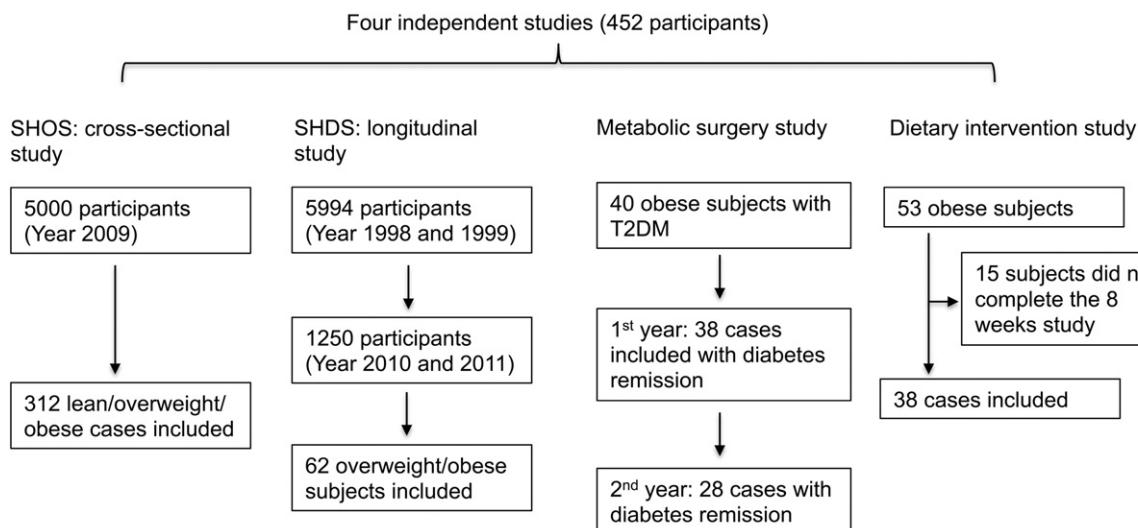 Four independent studies (452 participants)
SHOS: cross-sectional
study
5000 participants
(Year 2009)
312 lean/overweight/
obese cases included
SHDS: longitudinal
study
5994 participants
(Year 1998 and 1999)
1250 participants
(Year 2010 and 2011)
62 overweight/obese
subjects included
Metabolic surgery study
40 obese subjects with
T2DM
1st year: 38 cases
included with diabetes
remission
2nd year: 28 cases with
diabetes remission
Dietary intervention study
53 obese subjects
15 subjects did n
complete the 8
weeks study
38 cases included